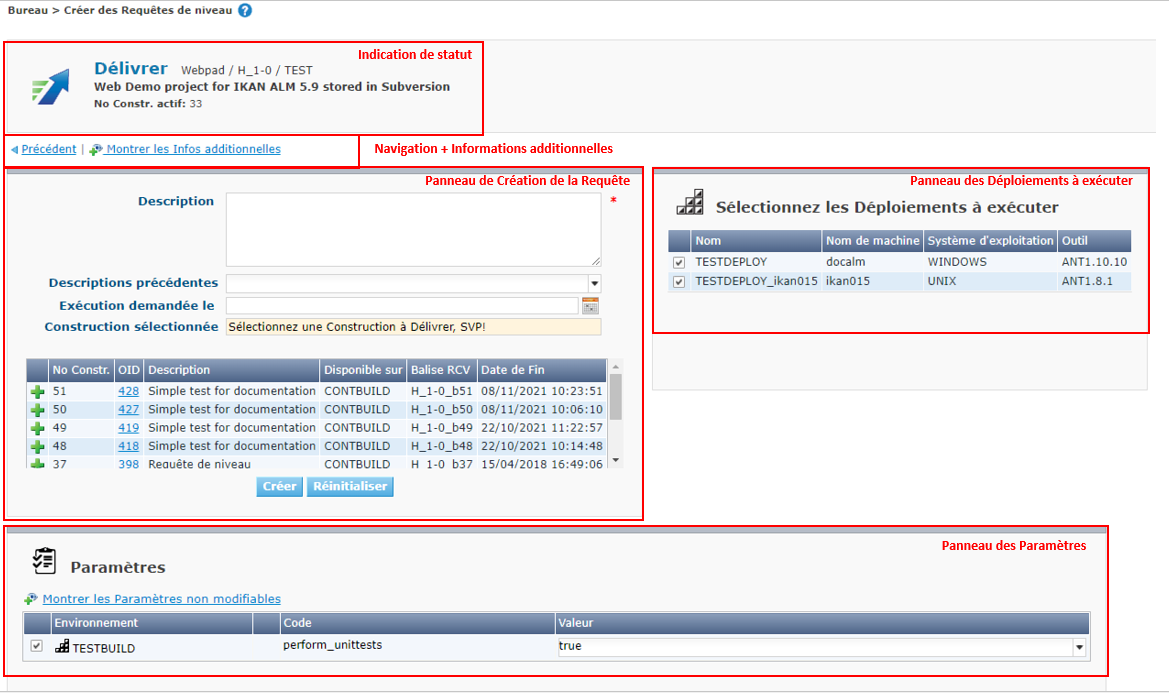 Bureau > Créer des Requêtes de niveau ?
Indication de statut
Délivrer Webpad / H_1-0 / TEST
Web Demo project for IKAN ALM 5.9 stored in Subversion
No Constr. actif: 33
Précédent | Montrer les Infos additionnelles
Navigation + Informations additionnelles
Panneau de Création de la Requête
Description *
Descriptions précédentes
Exécution demandée le
Construction sélectionnée Sélectionnez une Construction à Délivrer, SVP!
No Constr. OID Description Disponible sur Balise RCV Date de Fin
51 428 Simple test for documentation CONTBUILD H_1-0_b51 08/11/2021 10:23:51
50 427 Simple test for documentation CONTBUILD H_1-0_b50 08/11/2021 10:06:10
49 419 Simple test for documentation CONTBUILD H_1-0_b49 22/10/2021 11:22:57
48 418 Simple test for documentation CONTBUILD H_1-0_b48 22/10/2021 10:14:48
37 398 Requête de niveau CONTBUILD H_1-0_b37 15/04/2018 16:49:06
Créer Réinitialiser
Panneau des Déploiements à exécuter
Sélectionnez les Déploiements à exécuter
Nom Nom de machine Système d'exploitation Outil
TESTDEPLOY docalm WINDOWS ANT1.10.10
TESTDEPLOY_ikan015 ikan015 UNIX ANT1.8.1
Panneau des Paramètres
Paramètres
Montrer les Paramètres non modifiables
Environnement Code Valeur
TESTBUILD perform_unittests true